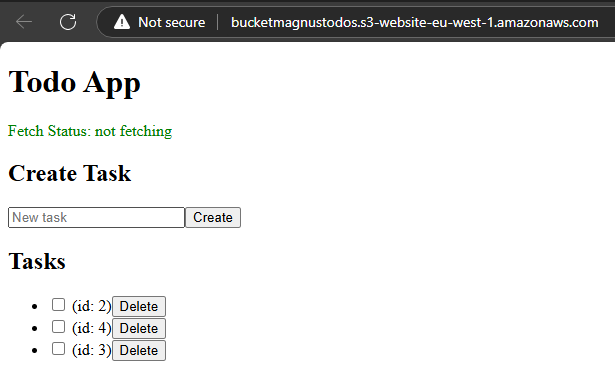 Not secure | bucketmagnustodos.s3-website-eu-west-1.amazonaws.com
Todo App
Fetch Status: not fetching
Create Task
New task Create
Tasks
(id: 2) Delete
(id: 4) Delete
(id: 3) Delete